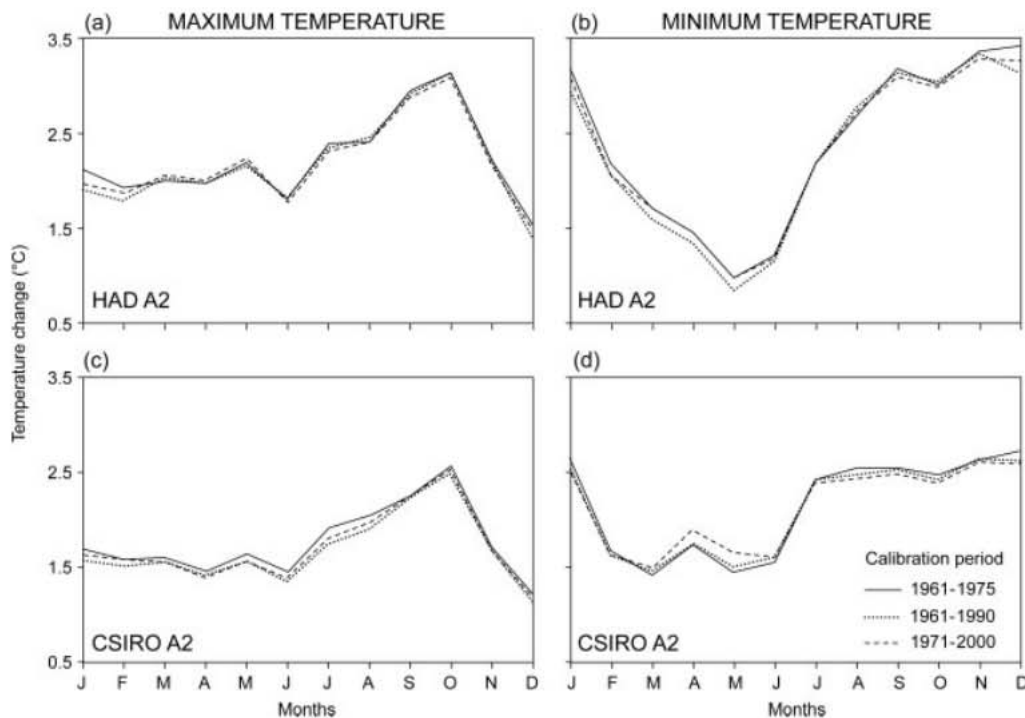 (a) MAXIMUM TEMPERATURE
(b) MINIMUM TEMPERATURE
3.5
2.5
1.5
0.5
HAD A2
J F M A M J J A S O N D
HAD A2
J F M A M J J A S O N D
Temperature change (°C)
(c)
(d)
3.5
2.5
1.5
0.5
CSIRO A2
J F M A M J J A S O N D
Months
Calibration period
1961-1975
1961-1990
1971-2000
CSIRO A2
J F M A M J J A S O N D
Months